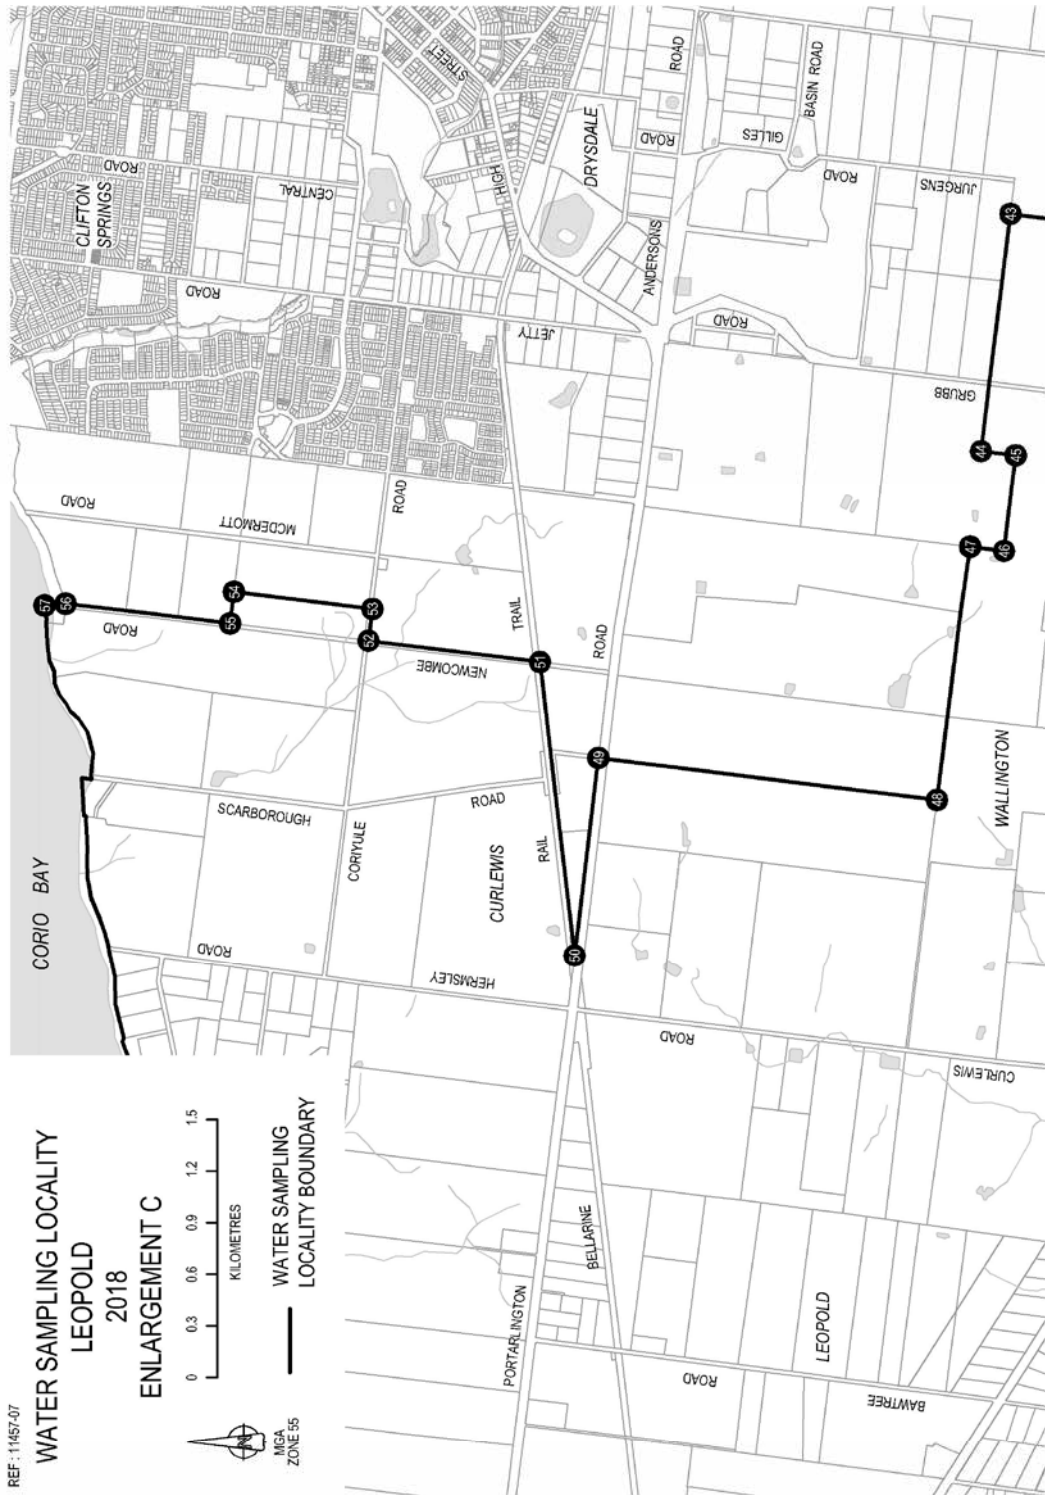 REF : 11457-07
WATER SAMPLING LOCALITY
LEOPOLD
2018
ENLARGEMENT C
0 0.3 0.6 0.9 1.2 1.5
KILOMETRES
MGA
ZONE 55
WATER SAMPLING
LOCALITY BOUNDARY
CORIO BAY
CLIFTON
SPRINGS
ROAD
CENTRAL
ROAD
JETTY
STREET
HIGH
DRYSDALE
ROAD
ROAD
GILLES
BASIN ROAD
ROAD
JURGENS
ANDERSONS
ROAD
GRUBB
ROAD
MCDERMOTT
ROAD
ROAD
NEWCOMBE
TRAIL
ROAD
SCARBOROUGH
ROAD
CORIYULE
RAIL
CURLEWIS
ROAD
HERMSLEY
ROAD
CURLEWIS
WALLINGTON
BELLARINE
PORTARLINGTON
LEOPOLD
ROAD
BAWTREE
43
44
45
46
47
48
49
50
51
52
53
54
55
56
57